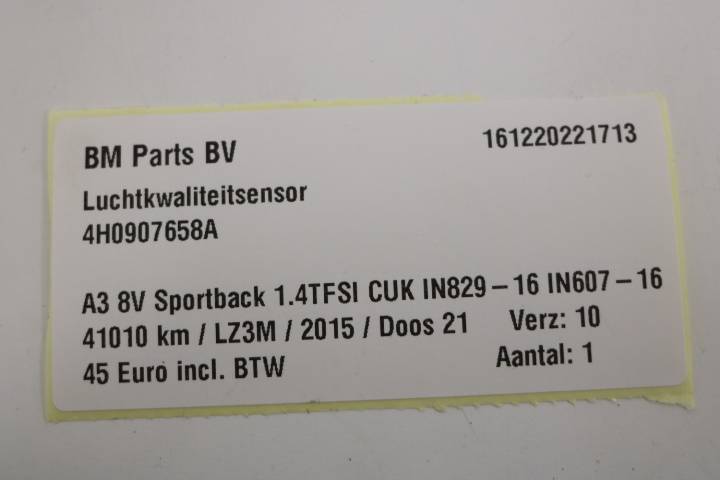 BM Parts BV 161220221713
Luchtkwaliteitsensor
4H0907658A
A3 8V Sportback 1.4TFSI CUK IN829-16 IN607-16
41010 km / LZ3M / 2015 / Doos 21 Verz: 10
45 Euro incl. BTW Aantal: 1